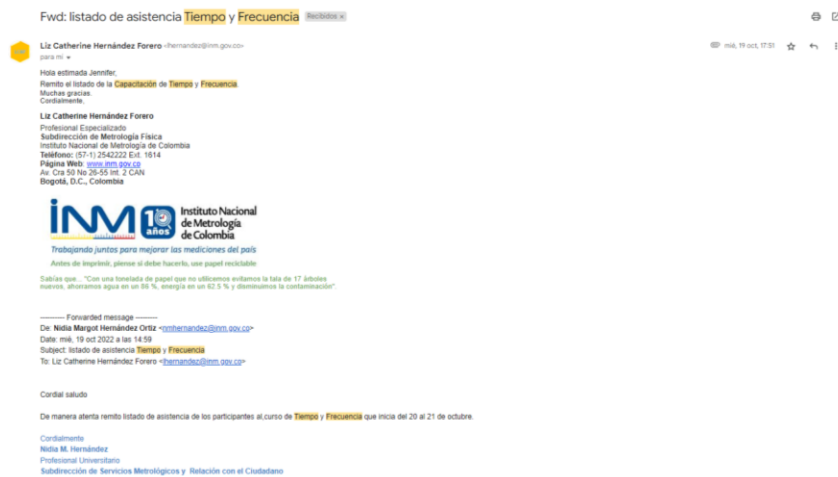 Fwd: listado de asistencia Tiempo y Frecuencia Recibidos x
Liz Catherine Hernández Forero <lhernandez@inm.gov.co>
mié, 19 oct, 17:51
para mí
Hola estimada Jennifer,
Remito el listado de la Capacitación de Tiempo y Frecuencia.
Muchas gracias.
Cordialmente,
Liz Catherine Hernández Forero
Profesional Especializado
Subdirección de Metrología Física
Instituto Nacional de Metrología de Colombia
Teléfono: (57-1) 2542222 Ext. 1614
Página Web: www.inm.gov.co
Av. Cra 50 No 26-55 Int. 2 CAN
Bogotá, D.C., Colombia
INM 10 años
Instituto Nacional
de Metrología
de Colombia
Trabajando juntos para mejorar las mediciones del país
Antes de imprimir, piense si debe hacerlo, use papel reciclable
Sabías que... "Con una tonelada de papel que no utilicemos evitamos la tala de 17 árboles
nuevos, ahorramos agua en un 86 %, energía en un 62.5 % y disminuimos la contaminación".
---------- Forwarded message ---------
De: Nidia Margot Hernández Ortiz <nmhernandez@inm.gov.co>
Date: mié, 19 oct 2022 a las 14:59
Subject: listado de asistencia Tiempo y Frecuencia
To: Liz Catherine Hernández Forero <lhernandez@inm.gov.co>
Cordial saludo
De manera atenta remito listado de asistencia de los participantes al,curso de Tiempo y Frecuencia que inicia del 20 al 21 de octubre.
Cordialmente
Nidia M. Hernández
Profesional Universitario
Subdirección de Servicios Metrológicos y Relación con el Ciudadano